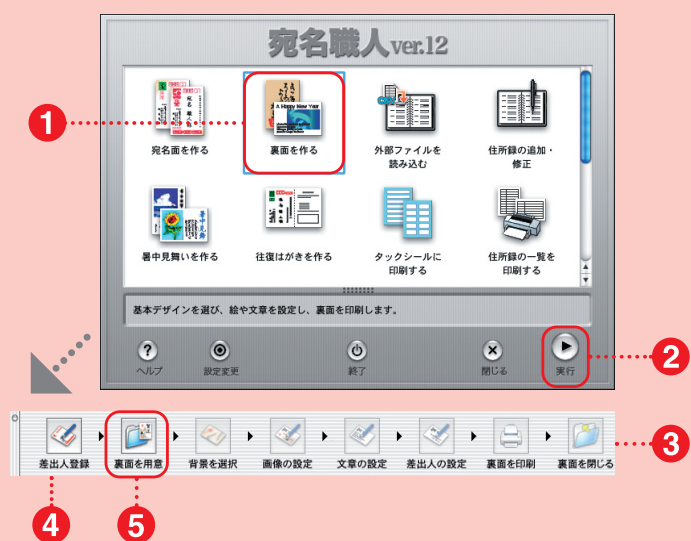 宛名職人ver.12
1
宛名面を作る
裏面を作る
外部ファイルを
読み込む
住所録の追加・
修正
暑中見舞いを作る
往復はがきを作る
タックシールに
印刷する
住所録の一覧を
印刷する
基本デザインを選び、絵や文章を設定し、裏面を印刷します。
?
ヘルプ
設定変更
終了
閉じる
実行
2
差出人登録
裏面を用意
背景を選択
画像の設定
文章の設定
差出人の設定
裏面を印刷
裏面を閉じる
3
4
5